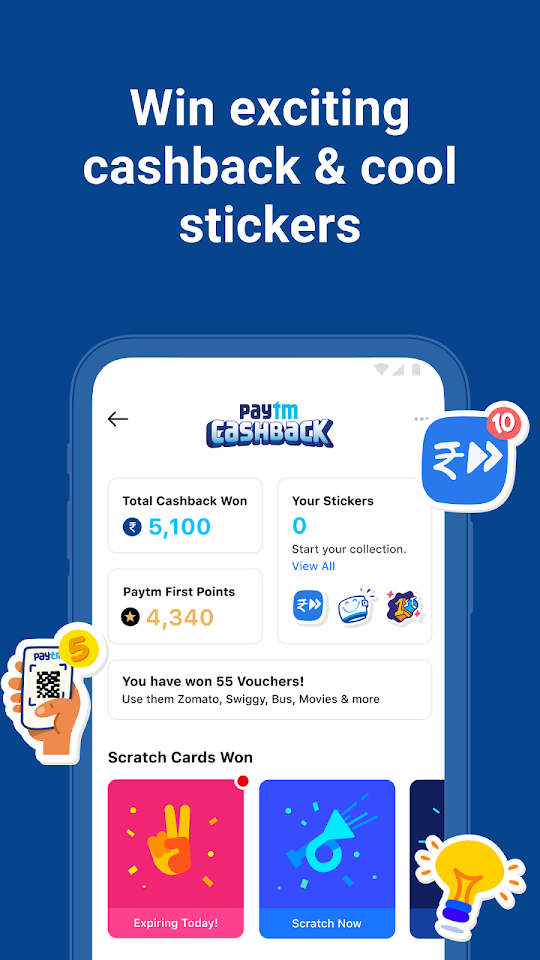 Win exciting
cashback & cool
stickers
paytm
CASHBACK
10
Total Cashback Won
₹ 5,100
Your Stickers
0
Start your collection.
View All
Paytm First Points
4,340
paytm
5
You have won 55 Vouchers!
Use them Zomato, Swiggy, Bus, Movies & more
Scratch Cards Won
Expiring Today!
Scratch Now